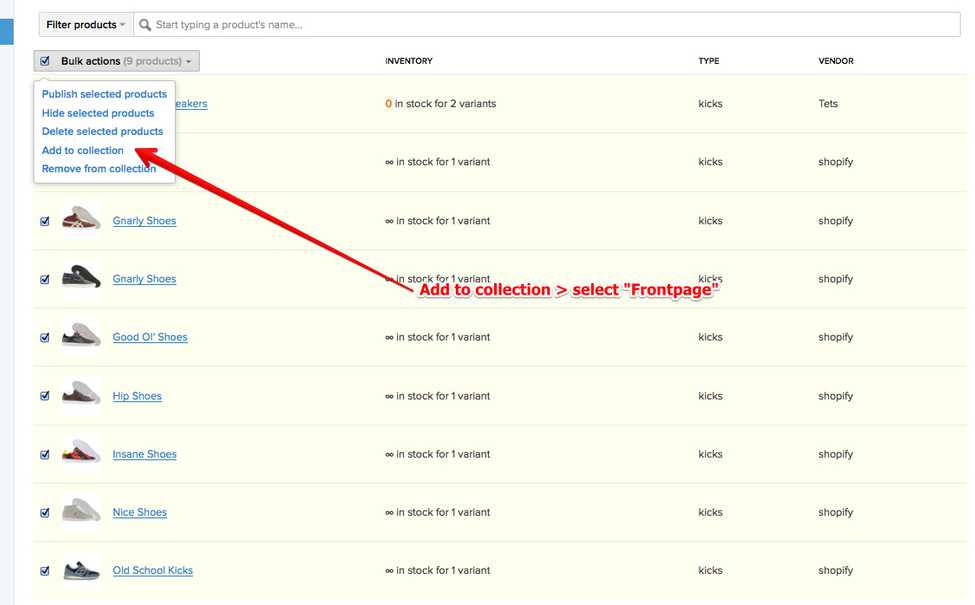 Filter products
Start typing a product's name...
Bulk actions (9 products)
INVENTORY TYPE VENDOR
Publish selected products
Hide selected products
Delete selected products
Add to collection
Remove from collection
eakers 0 in stock for 2 variants kicks Tets
∞ in stock for 1 variant kicks shopify
Gnarly Shoes ∞ in stock for 1 variant kicks shopify
Gnarly Shoes ∞ in stock for 1 variant kicks shopify
Add to collection > select "Frontpage"
Good Ol' Shoes ∞ in stock for 1 variant kicks shopify
Hip Shoes ∞ in stock for 1 variant kicks shopify
Insane Shoes ∞ in stock for 1 variant kicks shopify
Nice Shoes ∞ in stock for 1 variant kicks shopify
Old School Kicks ∞ in stock for 1 variant kicks shopify